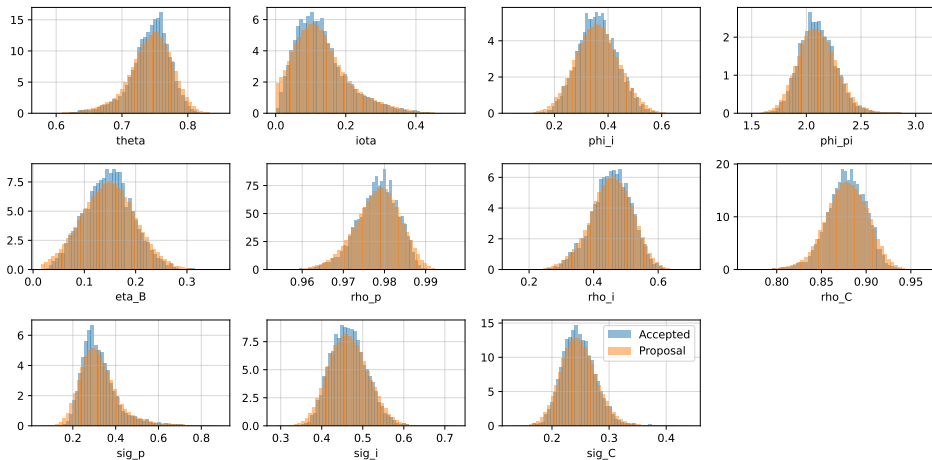 15
10
5
0
0.6 0.7 0.8
theta
6
4
2
0
0.0 0.2 0.4
iota
4
2
0
0.2 0.4 0.6
phi_i
2
1
0
1.5 2.0 2.5 3.0
phi_pi
7.5
5.0
2.5
0.0
0.0 0.1 0.2 0.3
eta_B
75
50
25
0
0.96 0.97 0.98 0.99
rho_p
6
4
2
0
0.2 0.4 0.6
rho_i
20
10
0
0.80 0.85 0.90 0.95
rho_C
6
4
2
0
0.2 0.4 0.6 0.8
sig_p
7.5
5.0
2.5
0.0
0.3 0.4 0.5 0.6 0.7
sig_i
15
10
5
0
0.2 0.3 0.4
sig_C
Accepted
Proposal